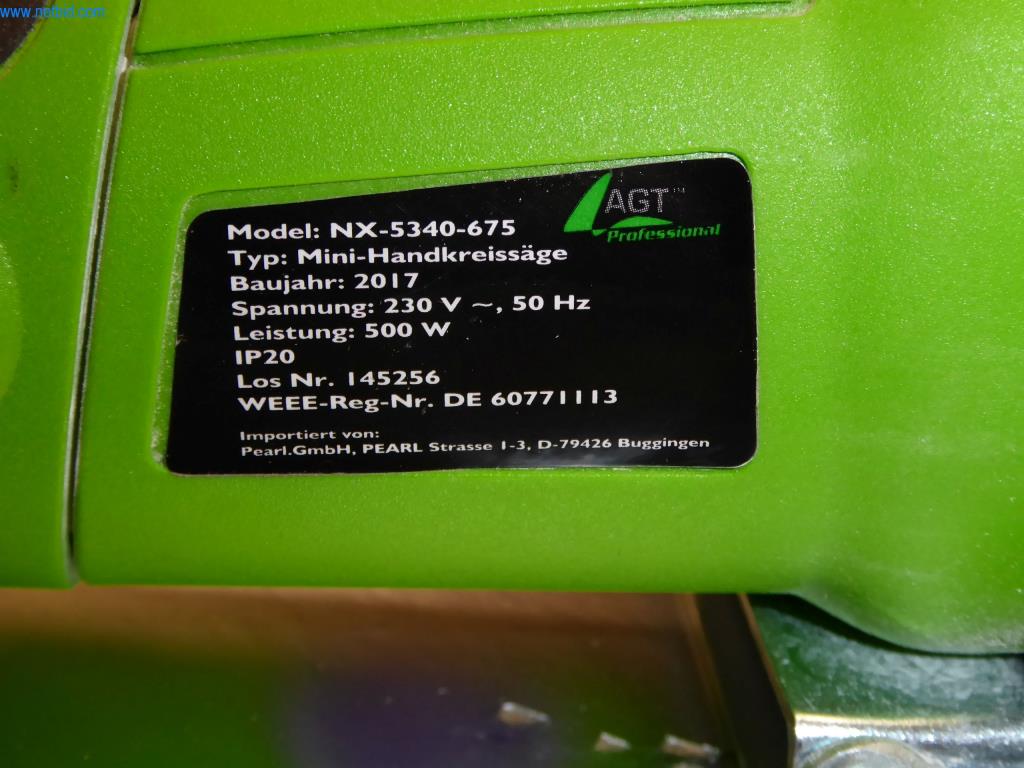 www.netbid.com
AGT™
Professional
Model: NX-5340-675
Typ: Mini-Handkreissäge
Baujahr: 2017
Spannung: 230 V ~, 50 Hz
Leistung: 500 W
IP20
Los Nr. 145256
WEEE-Reg-Nr. DE 60771113
Importiert von:
Pearl.GmbH, PEARL Strasse 1-3, D-79426 Buggingen